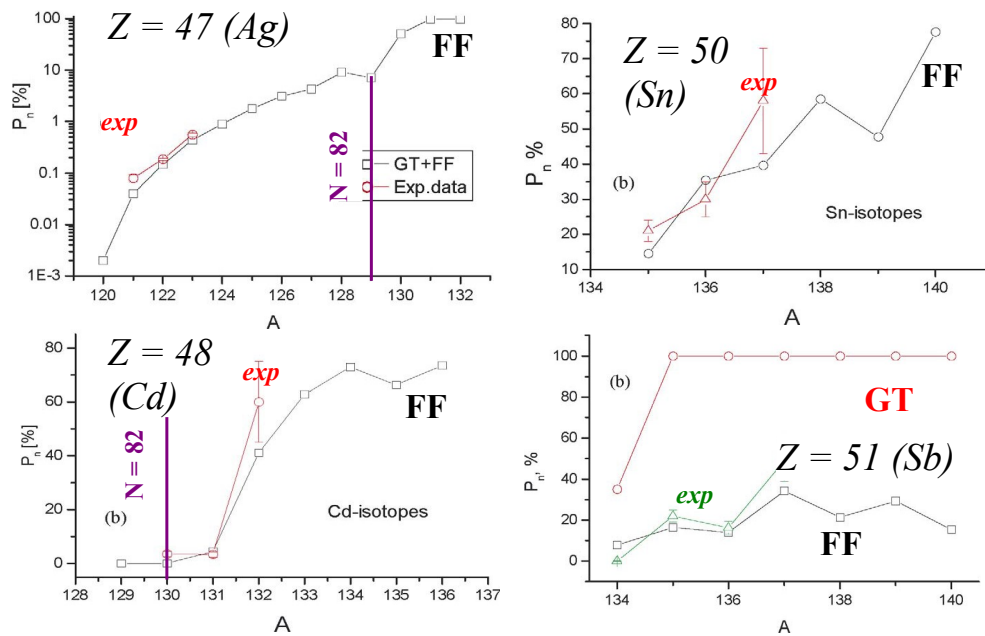 Z = 47 (Ag)
FF
exp
N = 82
GT+FF
Exp.data
P_n [%]
100
10
1
0.1
0.01
1E-3
120 122 124 126 128 130 132
A
Z = 50
(Sn)
exp
FF
(b)
Sn-isotopes
P_n %
80
70
60
50
40
30
20
10
134 136 138 140
A
Z = 48
(Cd)
exp
FF
N = 82
(b)
Cd-isotopes
P_n [%]
80
60
40
20
0
128 129 130 131 132 133 134 135 136 137
A
(b)
GT
Z = 51 (Sb)
exp
FF
P_n, %
100
80
60
40
20
0
134 136 138 140
A